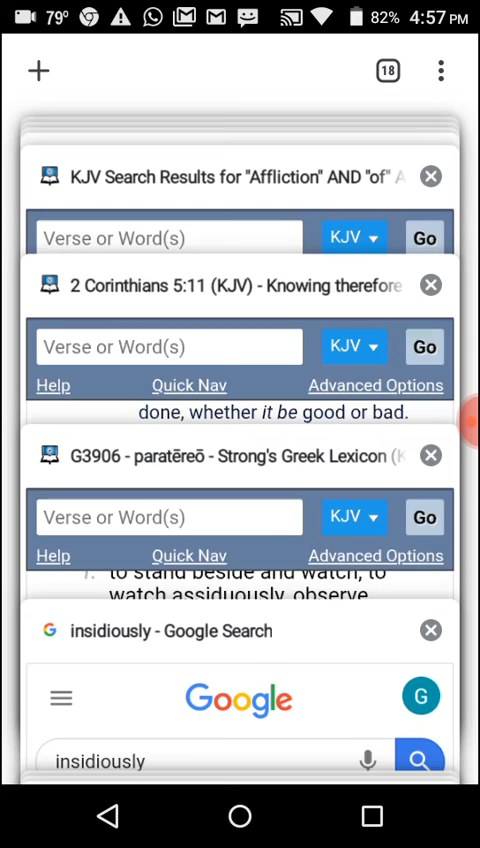 79° 82% 4:57 PM
18
KJV Search Results for "Affliction" AND "of" A
Verse or Word(s) KJV Go
2 Corinthians 5:11 (KJV) - Knowing therefore
Verse or Word(s) KJV Go
Help Quick Nav Advanced Options
done, whether it be good or bad.
G3906 - paratēreō - Strong's Greek Lexicon (K
Verse or Word(s) KJV Go
Help Quick Nav Advanced Options
1. to stand beside and watch, to
watch assiduously, observe
insidiously - Google Search
Google G
insidiously